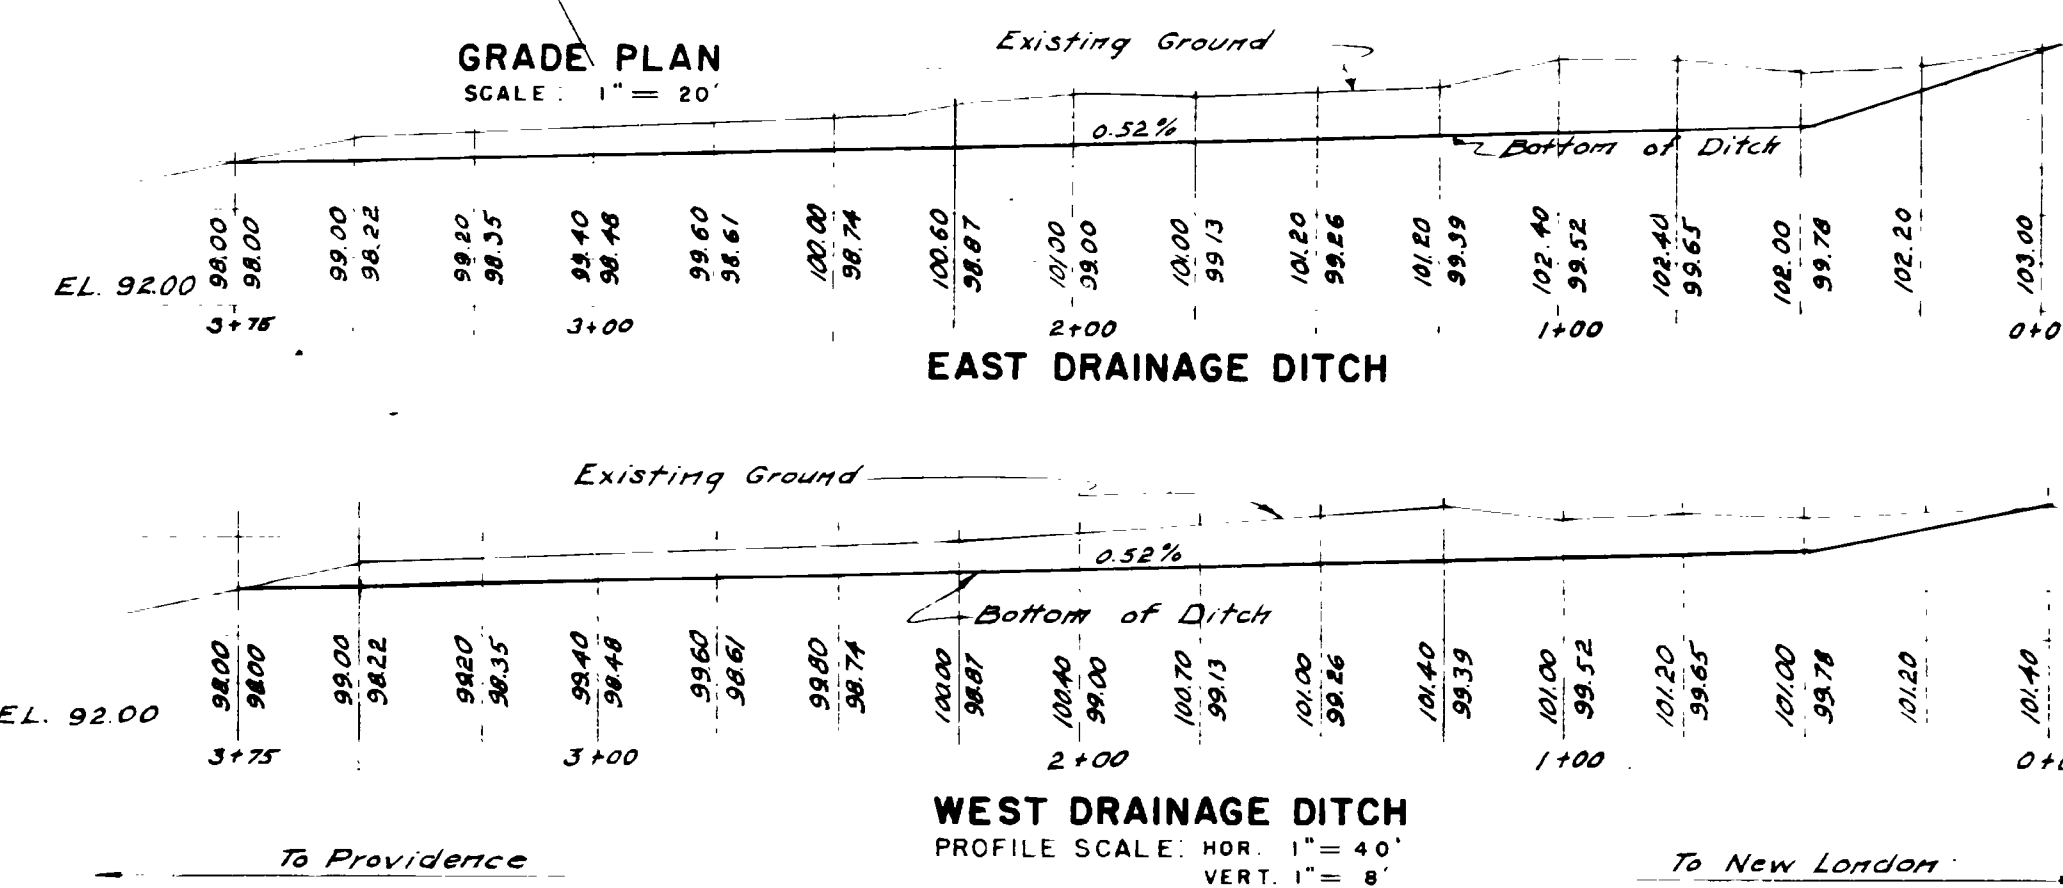 GRADE PLAN
SCALE: 1" = 20'
Existing Ground
0.52%
Bottom of Ditch
EL. 92.00
98.00 99.00 99.20 99.40 99.60 100.00 100.60 101.00 101.00 101.20 101.20 102.40 102.40 102.00 102.20 103.00
98.00 98.22 98.35 98.48 98.61 98.74 98.87 99.00 99.13 99.26 99.39 99.52 99.65 99.78
3+75 3+00 2+00 1+00 0+0
EAST DRAINAGE DITCH
Existing Ground
0.52%
Bottom of Ditch
EL. 92.00
98.00 99.00 99.20 99.40 99.60 99.80 100.00 100.40 100.70 101.00 101.40 101.00 101.20 101.00 101.20 101.40
98.00 98.22 98.35 98.48 98.61 98.74 98.87 99.00 99.13 99.26 99.39 99.52 99.65 99.78
3+75 3+00 2+00 1+00 0+
WEST DRAINAGE DITCH
PROFILE SCALE: HOR. 1" = 40'
VERT. 1" = 8'
To Providence
To New London